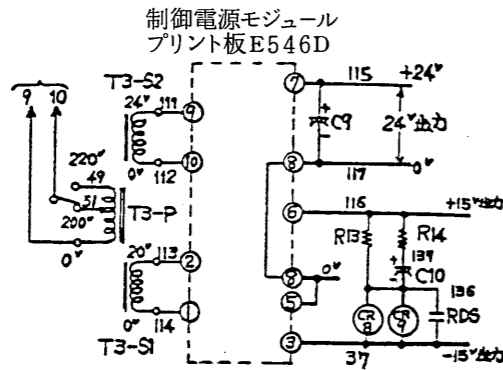 制御電源モジュール
プリント板E546D
9 10
T3-S2
24V 111 9
0V 112 10
220V
49
51
200V
0V
T3-P
20V 113 2
0V 114 1
T3-S1
7 115 +24V
+ C9 -
24V出力
8 117 0V
6 116 +15V出力
R13 R14
139
+ C10 -
8 0V
5
136
CR8 CR9 RDS
3 37 -15V出力